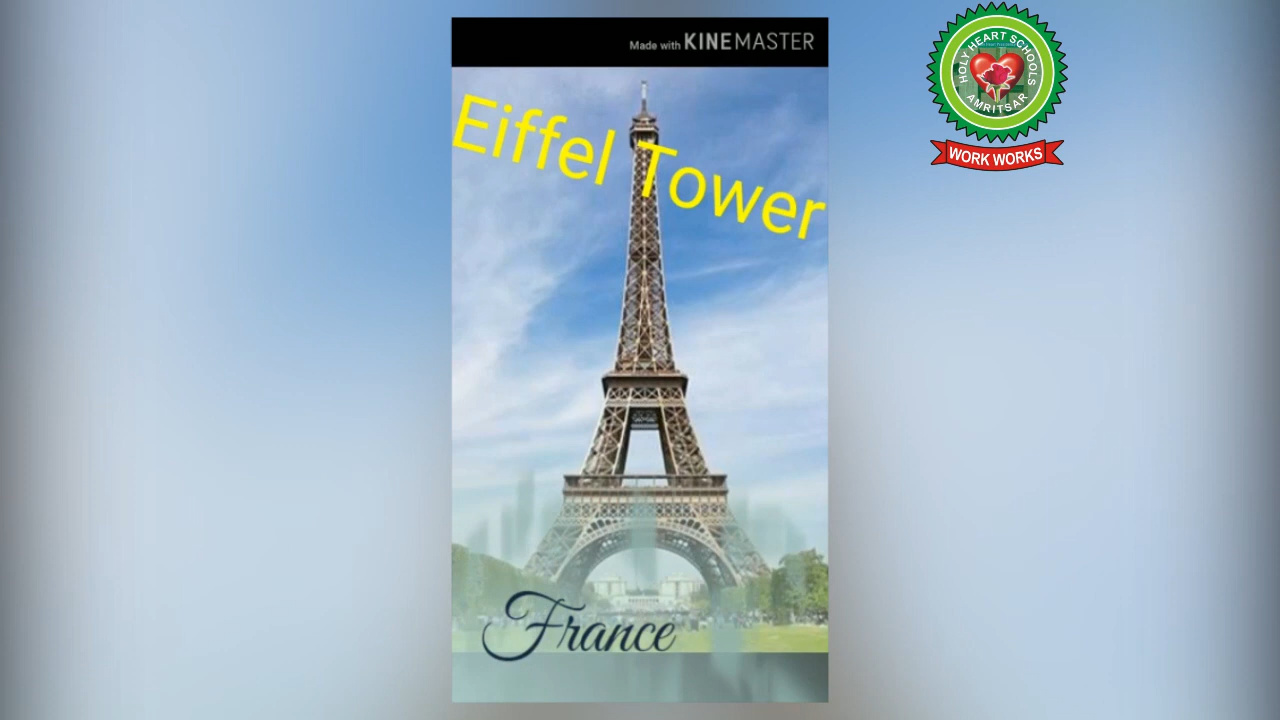 Made with KINEMASTER
HOLY HEART SCHOOLS
AMRITSAR
WORK WORKS
Eiffel Tower
France